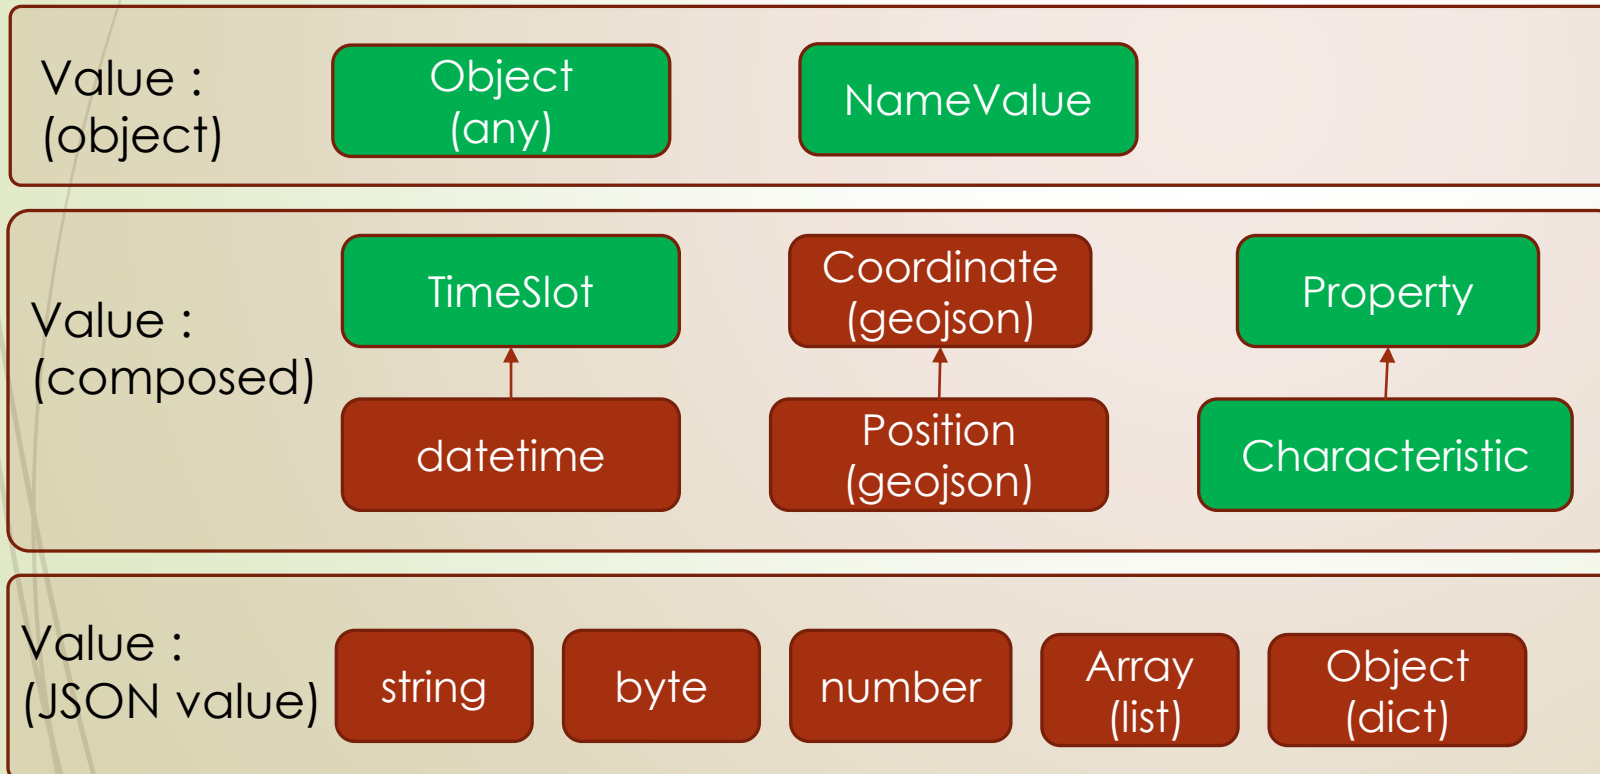 Value :
(object)
Object
(any)
NameValue
Value :
(composed)
TimeSlot
Coordinate
(geojson)
Property
datetime
Position
(geojson)
Characteristic
Value :
(JSON value)
string
byte
number
Array
(list)
Object
(dict)